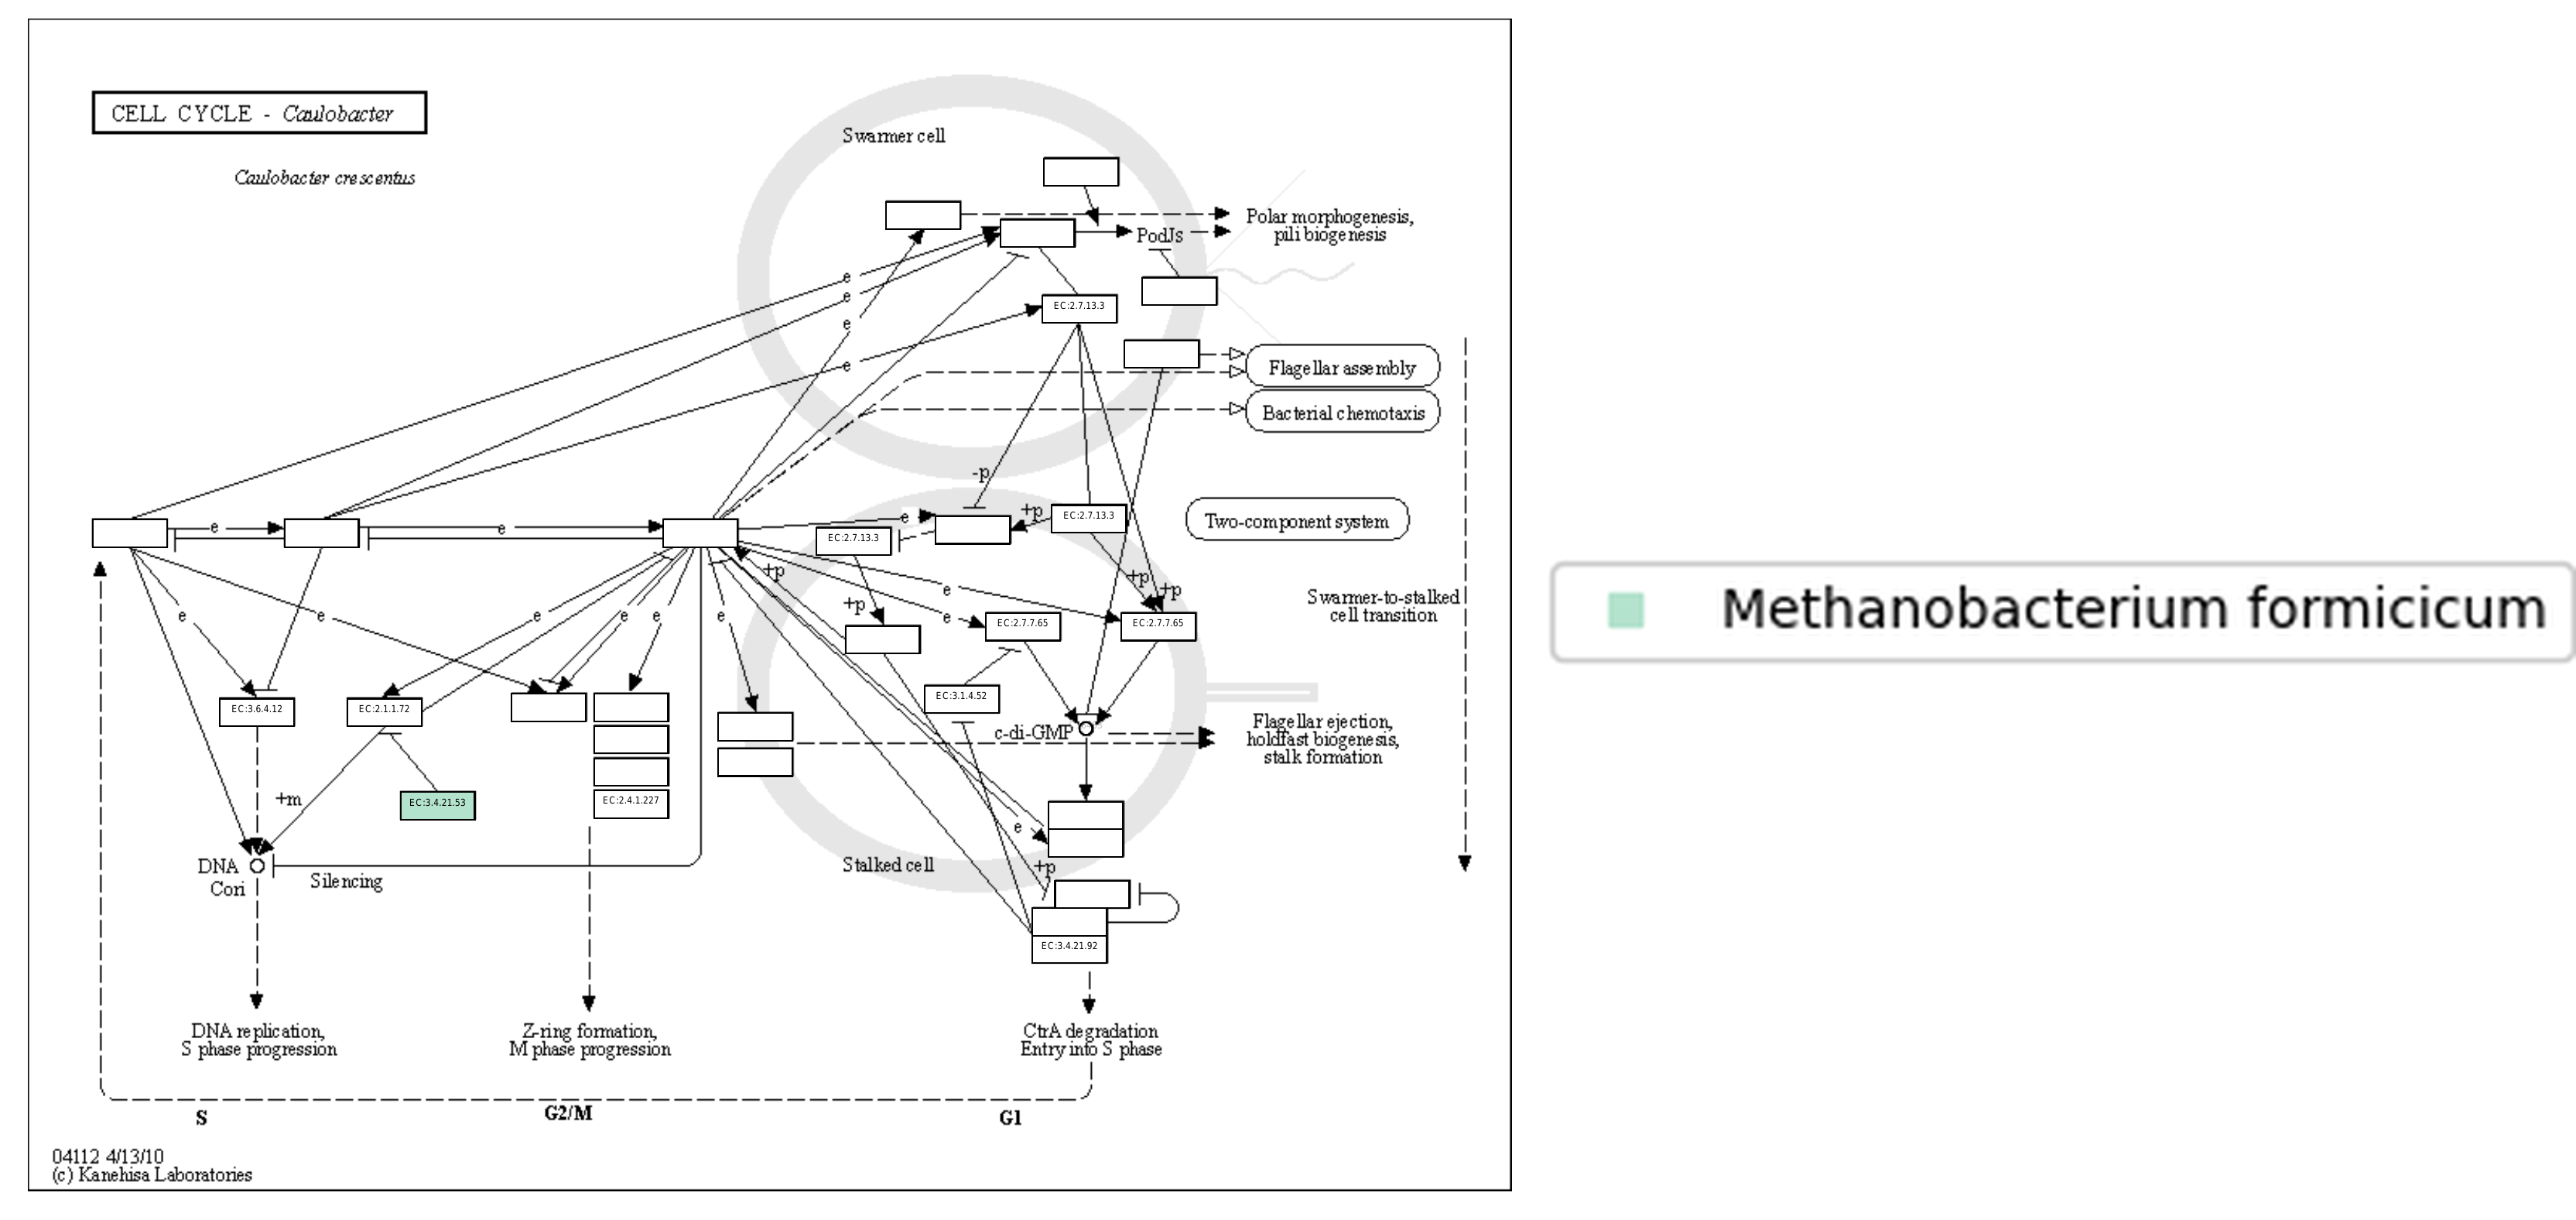 CELL CYCLE - Caulobacter
Caulobacter crescentus
Swarmer cell
Polar morphogenesis,
pili biogenesis
PodJs
e
e
e
e
EC:2.7.13.3
Flagellar assembly
Bacterial chemotaxis
-p
e
e
e
+p
EC:2.7.13.3
EC:2.7.13.3
Two-component system
+p
+p
+p
e
Swarmer-to-stalked
cell transition
+p
e
e
e
e
e
e
e
e
EC:2.7.7.65
EC:2.7.7.65
Methanobacterium formicicum
EC:3.6.4.12
EC:2.1.1.72
EC:3.1.4.52
c-di-GMP
Flagellar ejection,
holdfast biogenesis,
stalk formation
+m
EC:3.4.21.53
EC:2.4.1.227
e
DNA
Cori
Silencing
Stalked cell
+p
EC:3.4.21.92
DNA replication,
S phase progression
Z-ring formation,
M phase progression
CtrA degradation
Entry into S phase
S
G2/M
G1
04112 4/13/10
(c) Kanehisa Laboratories